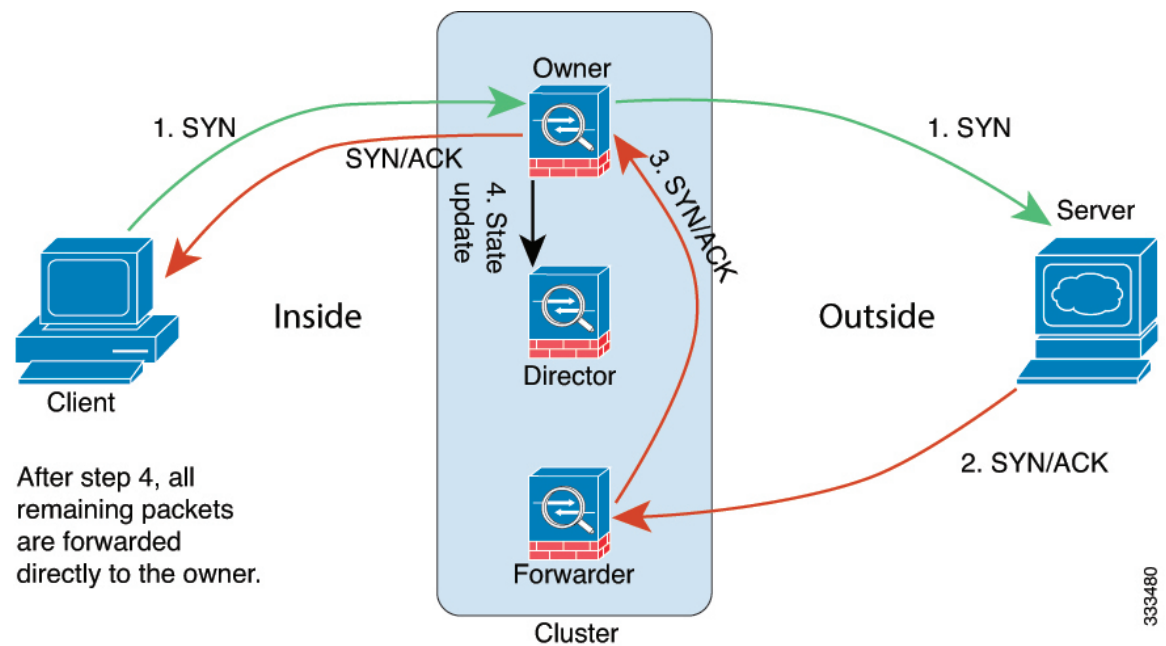 Owner
1. SYN
1. SYN
SYN/ACK
3. SYN/ACK
4. State
update
Server
Inside
Outside
Director
Client
2. SYN/ACK
After step 4, all
remaining packets
are forwarded
directly to the owner.
Forwarder
Cluster
333480